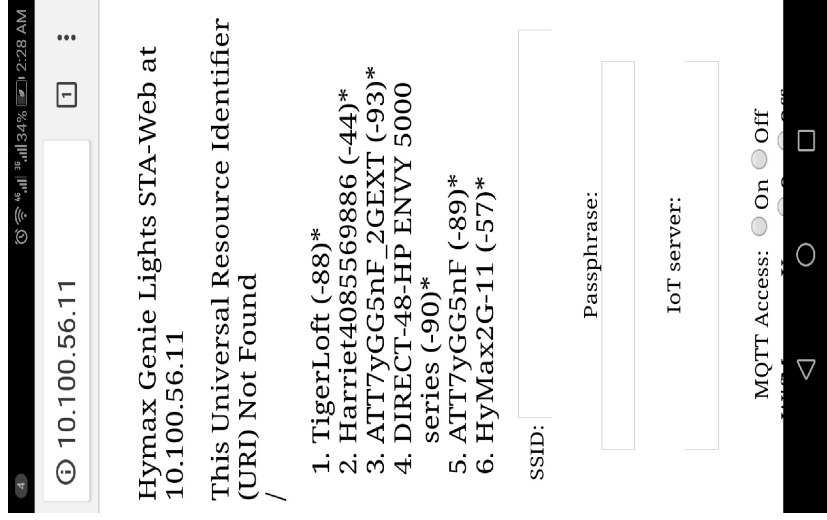 4
4G 3G 34% 2:28 AM
10.100.56.11
1
Hymax Genie Lights STA-Web at
10.100.56.11
This Universal Resource Identifier
(URI) Not Found
/
1. TigerLoft (-88)*
2. Harriet4085569886 (-44)*
3. ATT7yGG5nF_2GEXT (-93)*
4. DIRECT-48-HP ENVY 5000
series (-90)*
5. ATT7yGG5nF (-89)*
6. HyMax2G-11 (-57)*
SSID:
Passphrase:
IoT server:
MQTT Access: On Off